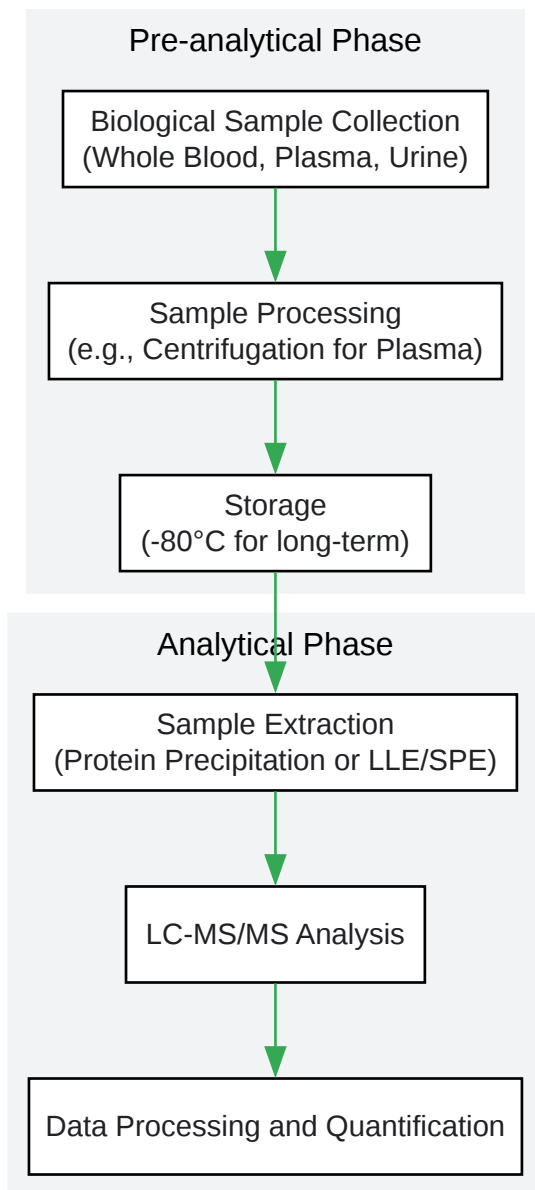 Pre-analytical Phase
Biological Sample Collection
(Whole Blood, Plasma, Urine)
Sample Processing
(e.g., Centrifugation for Plasma)
Storage
(-80°C for long-term)
Analytical Phase
Sample Extraction
(Protein Precipitation or LLE/SPE)
LC-MS/MS Analysis
Data Processing and Quantification